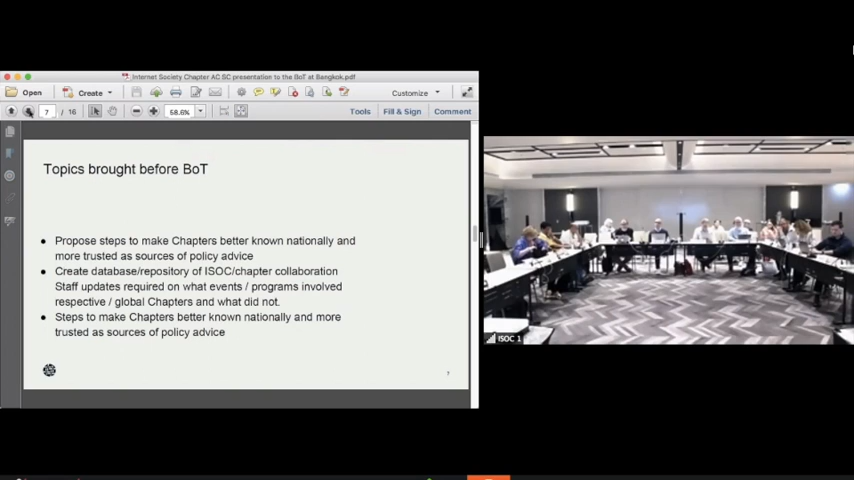 Internet Society Chapter AC SC presentation to the BoT at Bangkok.pdf
Open
Create
Customize
7 / 16
58.6%
Tools
Fill & Sign
Comment
Topics brought before BoT
• Propose steps to make Chapters better known nationally and
more trusted as sources of policy advice
• Create database/repository of ISOC/chapter collaboration
Staff updates required on what events / programs involved
respective / global Chapters and what did not.
• Steps to make Chapters better known nationally and more
trusted as sources of policy advice
ISOC 1